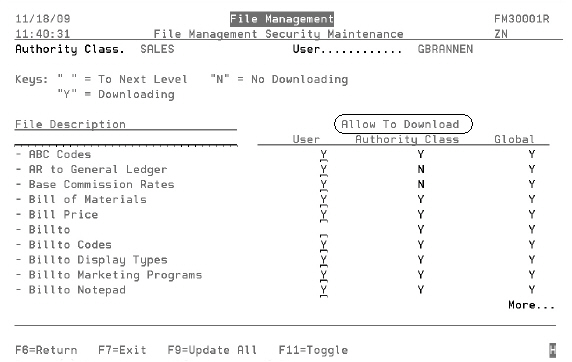 11/18/09 File Management FM30001R
11:40:31 File Management Security Maintenance ZN
Authority Class. SALES User............ GBRANNEN
Keys: " " = To Next Level "N" = No Downloading
"Y" = Downloading
File Description Allow To Download
User Authority Class Global
- ABC Codes Y Y Y
- AR to General Ledger Y N Y
- Base Commission Rates Y N Y
- Bill of Materials Y Y Y
- Bill Price Y Y Y
- Billto Y Y
- Billto Codes Y Y Y
- Billto Display Types Y Y Y
- Billto Marketing Programs Y Y Y
- Billto Notepad Y Y Y
More...
F6=Return F7=Exit F9=Update All F11=Toggle H